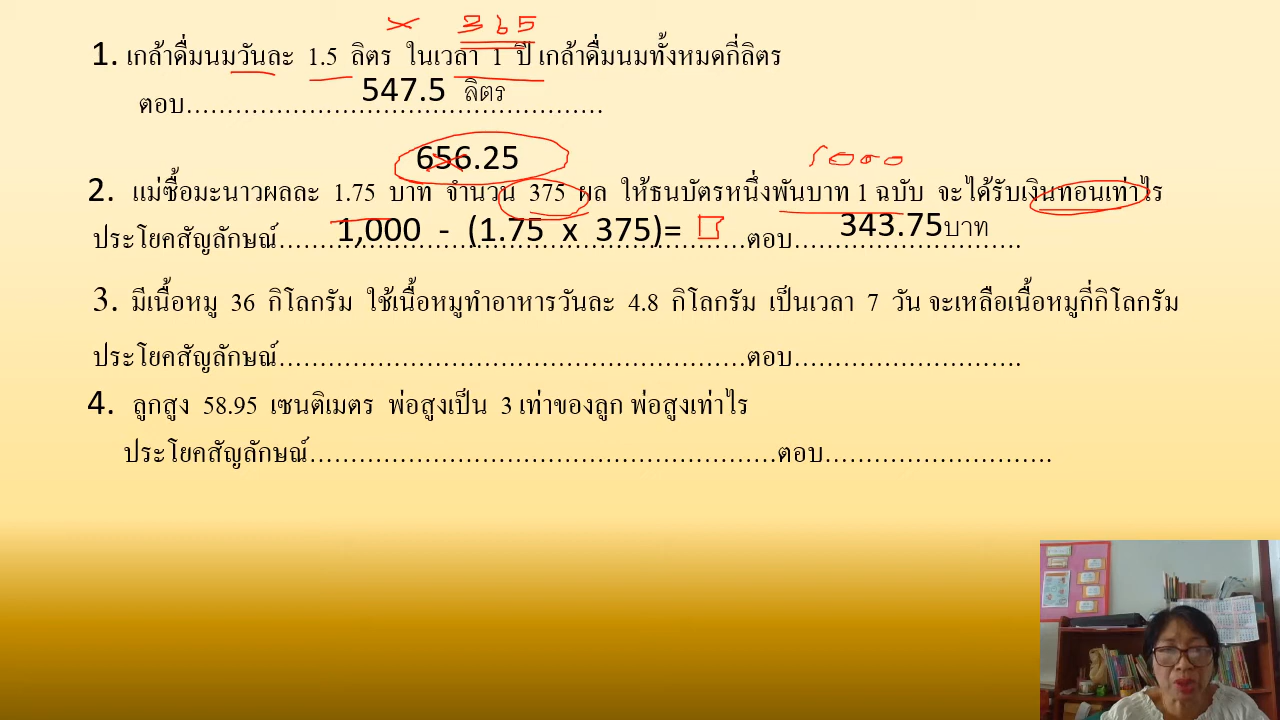 × 365
1. เกล้าดื่มนมวันละ 1.5 ลิตร ในเวลา 1 ปี เกล้าดื่มนมทั้งหมดกี่ลิตร
ตอบ...................547.5 ลิตร...................
656.25 1000
2. แม่ซื้อมะนาวผลละ 1.75 บาท จำนวน 375 ผล ให้ธนบัตรหนึ่งพันบาท 1 ฉบับ จะได้รับเงินทอนเท่าไร
ประโยคสัญลักษณ์.......1,000 - (1.75 x 375)= □.......ตอบ.......343.75บาท.......
3. มีเนื้อหมู 36 กิโลกรัม ใช้เนื้อหมูทำอาหารวันละ 4.8 กิโลกรัม เป็นเวลา 7 วัน จะเหลือเนื้อหมูกี่กิโลกรัม
ประโยคสัญลักษณ์.........................................................ตอบ............................
4. ลูกสูง 58.95 เซนติเมตร พ่อสูงเป็น 3 เท่าของลูก พ่อสูงเท่าไร
ประโยคสัญลักษณ์.........................................................ตอบ............................